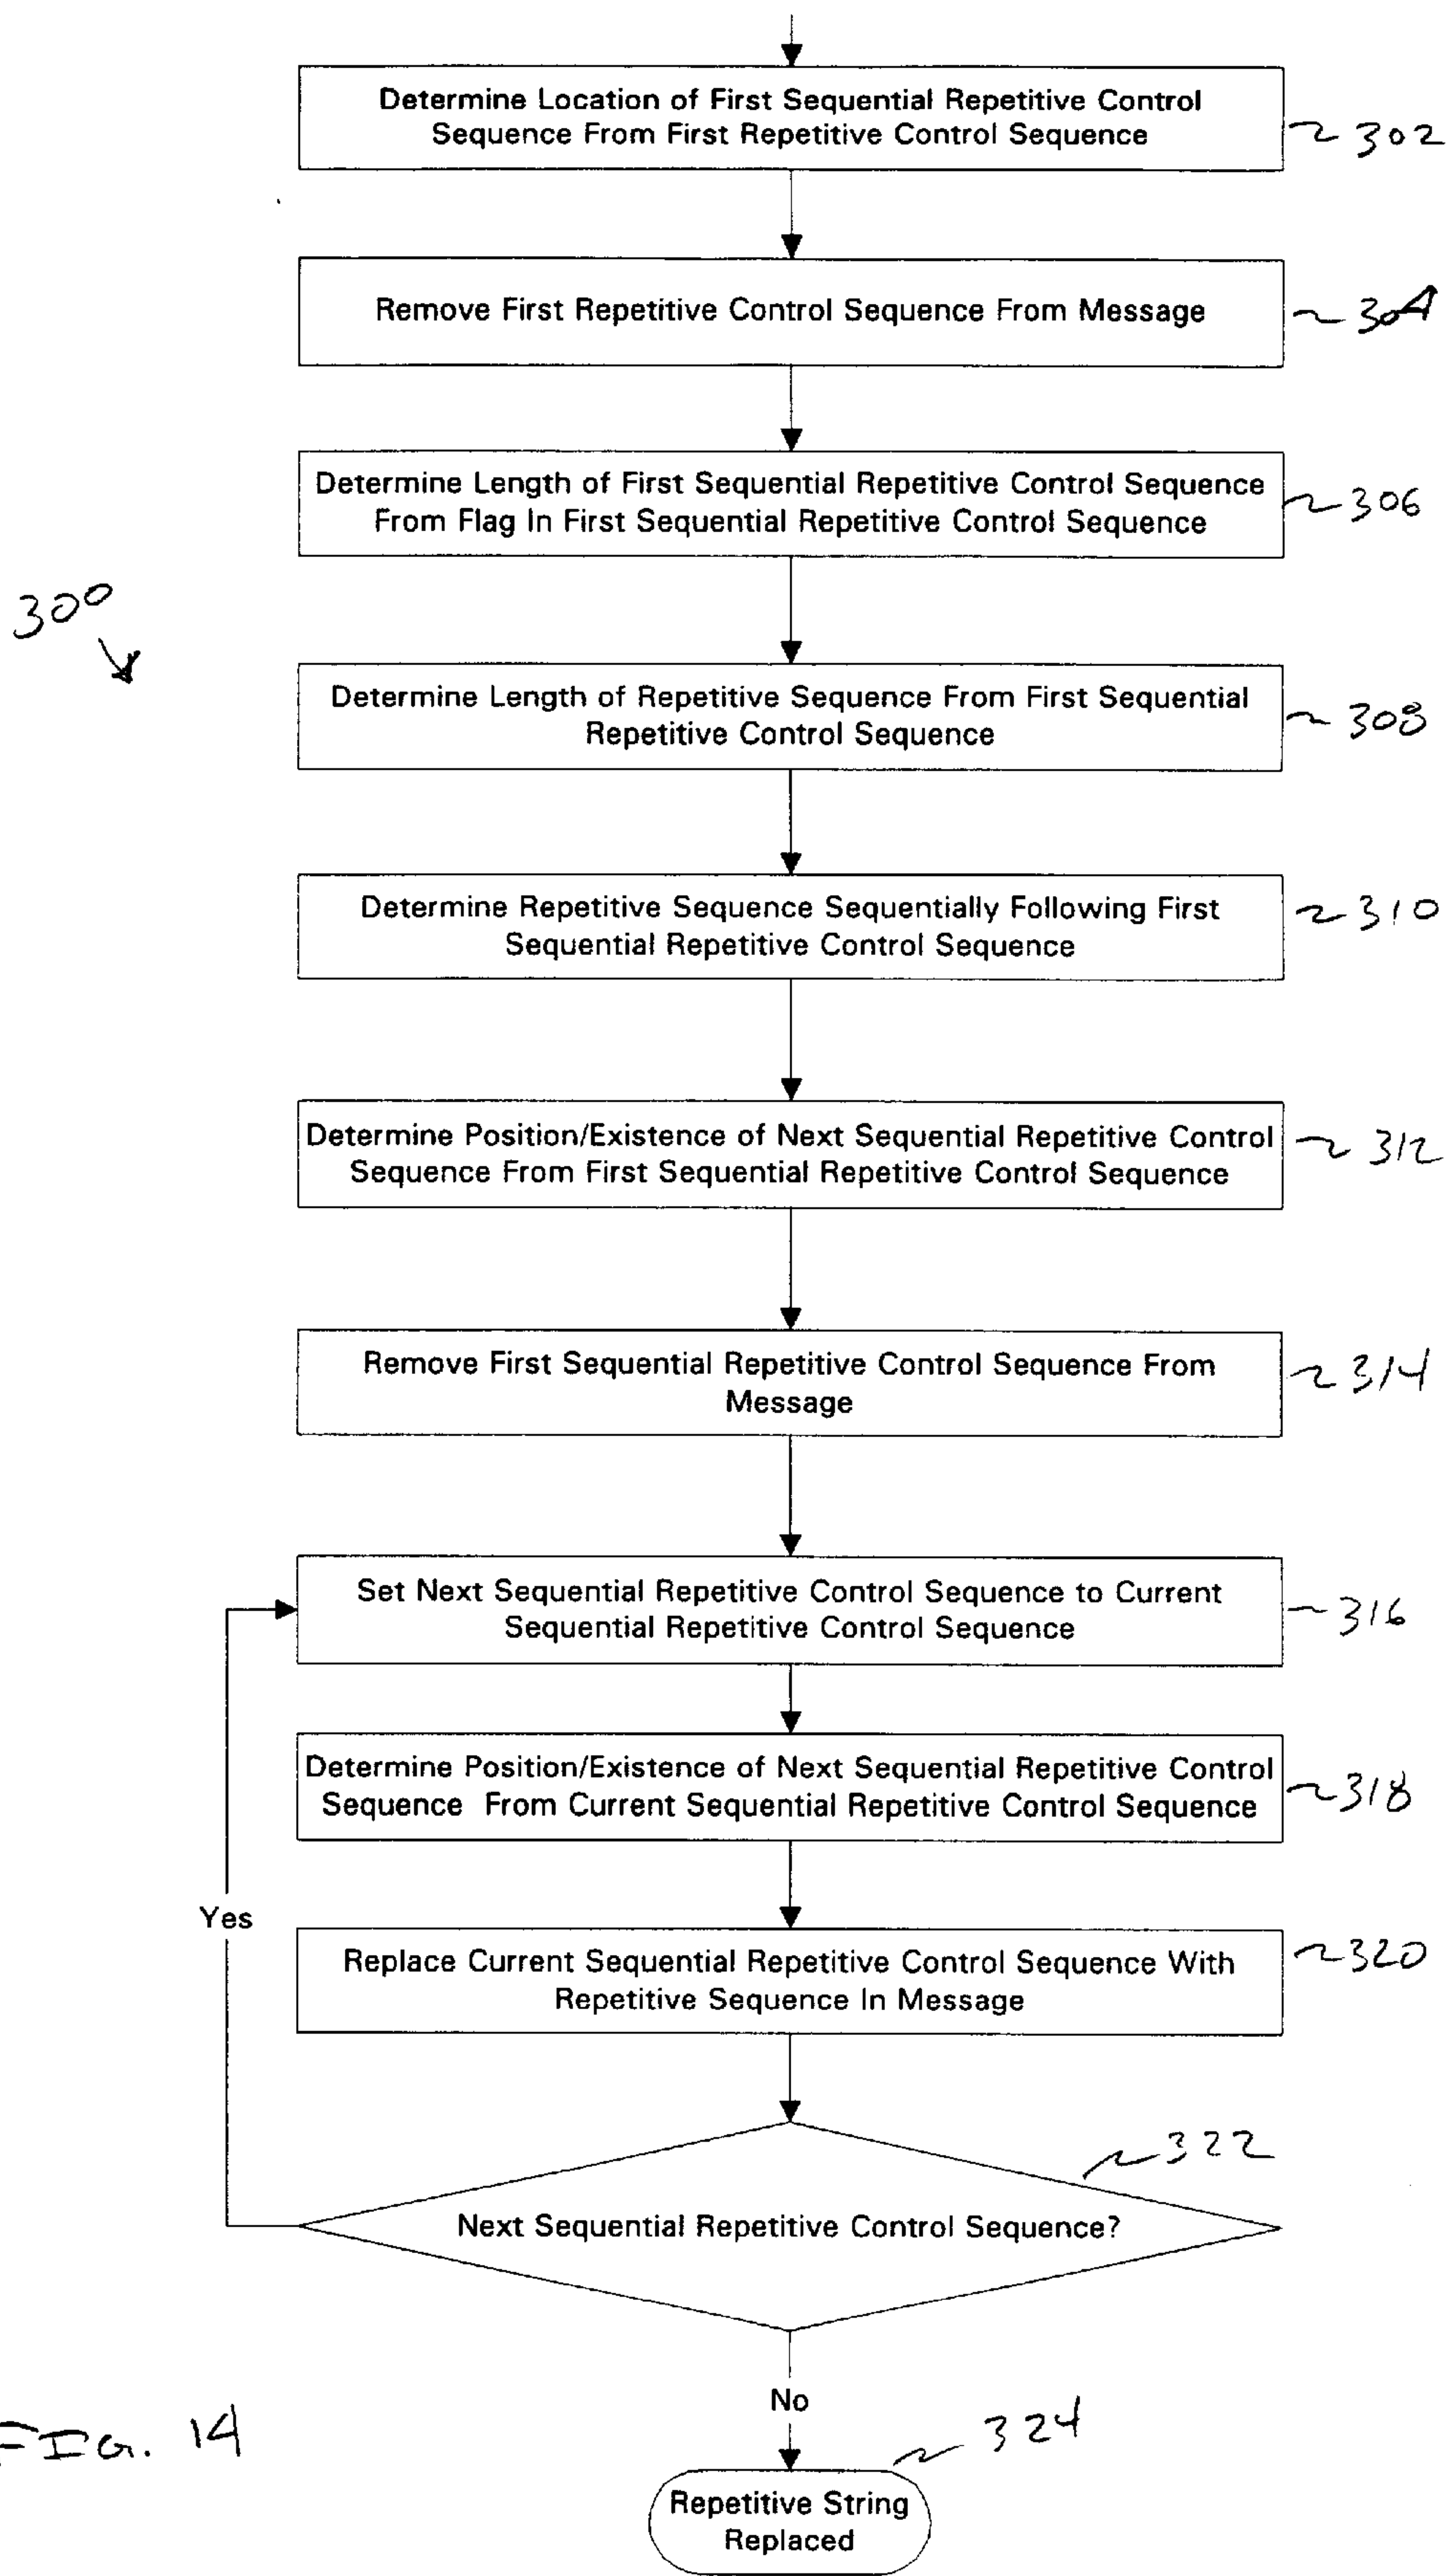 Determine Location of First Sequential Repetitive Control
Sequence From First Repetitive Control Sequence
302
Remove First Repetitive Control Sequence From Message
304
Determine Length of First Sequential Repetitive Control Sequence
From Flag In First Sequential Repetitive Control Sequence
306
300
Determine Length of Repetitive Sequence From First Sequential
Repetitive Control Sequence
308
Determine Repetitive Sequence Sequentially Following First
Sequential Repetitive Control Sequence
310
Determine Position/Existence of Next Sequential Repetitive Control
Sequence From First Sequential Repetitive Control Sequence
312
Remove First Sequential Repetitive Control Sequence From
Message
314
Set Next Sequential Repetitive Control Sequence to Current
Sequential Repetitive Control Sequence
316
Determine Position/Existence of Next Sequential Repetitive Control
Sequence From Current Sequential Repetitive Control Sequence
318
Yes
Replace Current Sequential Repetitive Control Sequence With
Repetitive Sequence In Message
320
322
Next Sequential Repetitive Control Sequence?
No
324
FIG. 14
Repetitive String
Replaced